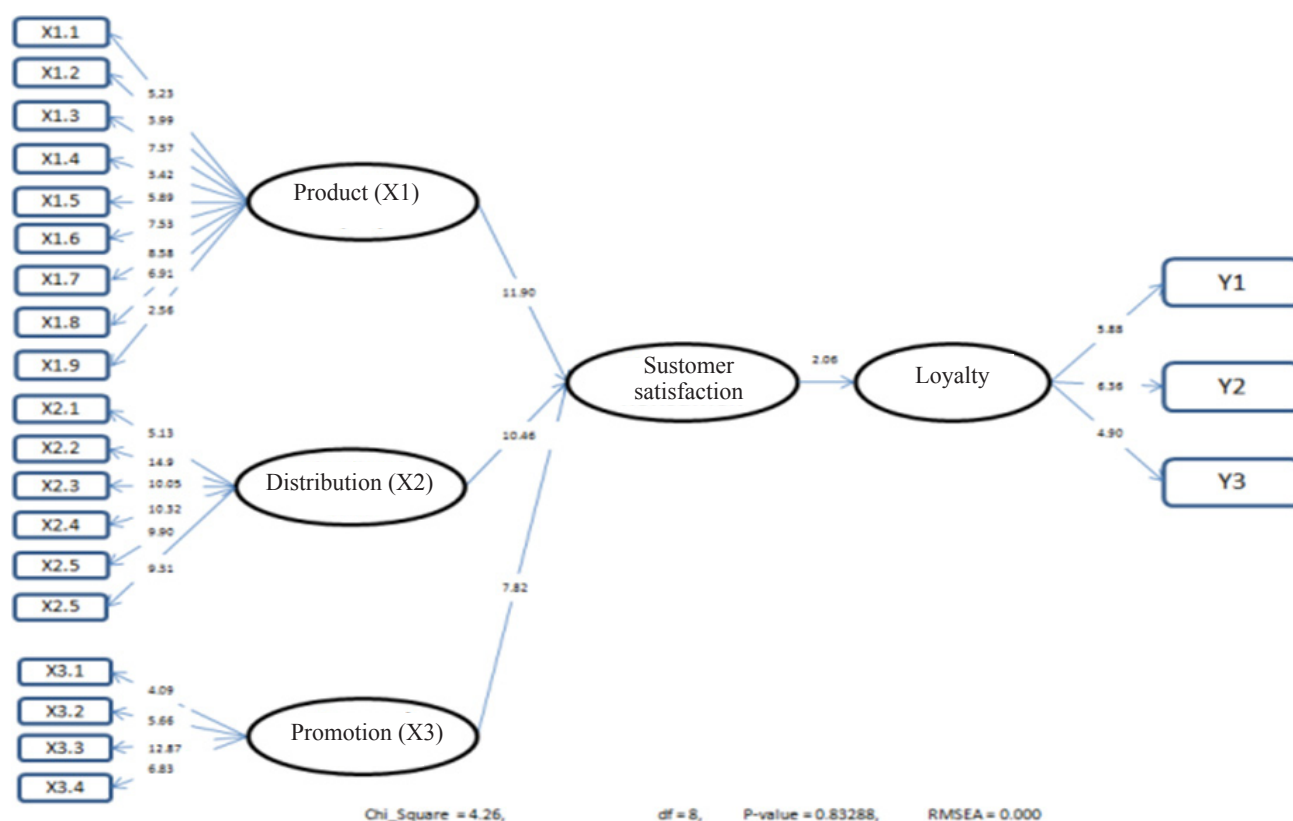 X1.1
X1.2
X1.3
X1.4
X1.5
X1.6
X1.7
X1.8
X1.9
5.23
3.99
7.37
3.42
5.89
7.53
8.58
6.91
2.56
Product (X1)
11.90
X2.1
X2.2
X2.3
X2.4
X2.5
X2.5
5.13
14.9
10.05
10.32
9.90
9.31
Distribution (X2)
10.46
X3.1
X3.2
X3.3
X3.4
4.09
5.66
12.87
6.83
Promotion (X3)
7.82
Sustomer
satisfaction
2.06
Loyalty
5.88
6.36
4.90
Y1
Y2
Y3
Chi_Square = 4.26, df = 8, P-value = 0.83288, RMSEA = 0.000